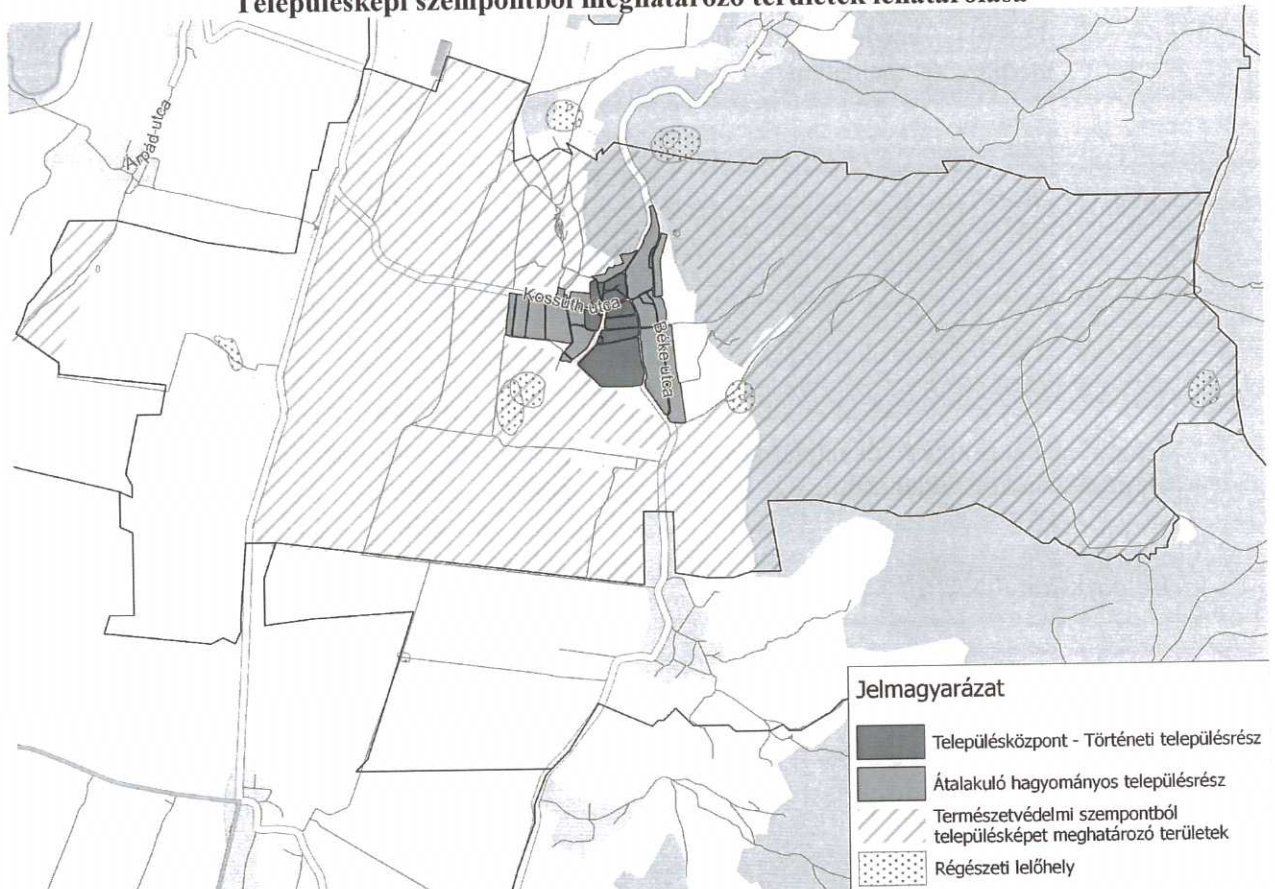 Településképi szempontból meghatározó területek lehatárolása
Árpád utca
Kossuth utca
Béke utca
Jelmagyarázat
Településközpont - Történeti településrész
Átalakuló hagyományos településrész
Természetvédelmi szempontból
településképet meghatározó területek
Régészeti lelőhely